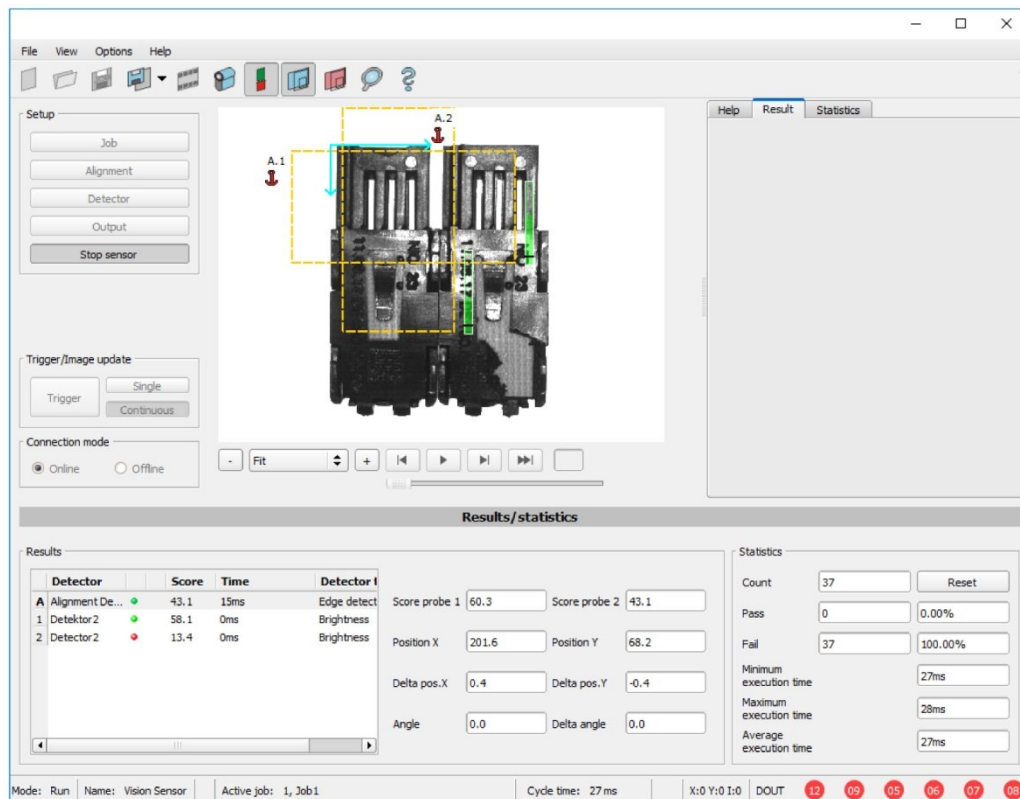 File View Options Help
Setup
Job
Alignment
Detector
Output
Stop sensor
A.1
A.2
Help Result Statistics
Trigger/Image update
Trigger
Single
Continuous
Connection mode
Online Offline
- Fit +
Results/statistics
Results
Detector Score Time Detector t
A Alignment De... 43.1 15ms Edge detect
1 Detektor2 58.1 0ms Brightness
2 Detector2 13.4 0ms Brightness
Score probe 1 60.3 Score probe 2 43.1
Position X 201.6 Position Y 68.2
Delta pos.X 0.4 Delta pos.Y -0.4
Angle 0.0 Delta angle 0.0
Statistics
Count 37 Reset
Pass 0 0.00%
Fail 37 100.00%
Minimum
execution time 27ms
Maximum
execution time 28ms
Average
execution time 27ms
Mode: Run Name: Vision Sensor Active job: 1, Job1 Cycle time: 27 ms X:0 Y:0 I:0 DOUT 12 09 05 06 07 08